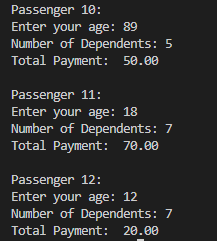 Passenger 10:
Enter your age: 89
Number of Dependents: 5
Total Payment:  50.00
Passenger 11:
Enter your age: 18
Number of Dependents: 7
Total Payment:  70.00
Passenger 12:
Enter your age: 12
Number of Dependents: 7
Total Payment:  20.00